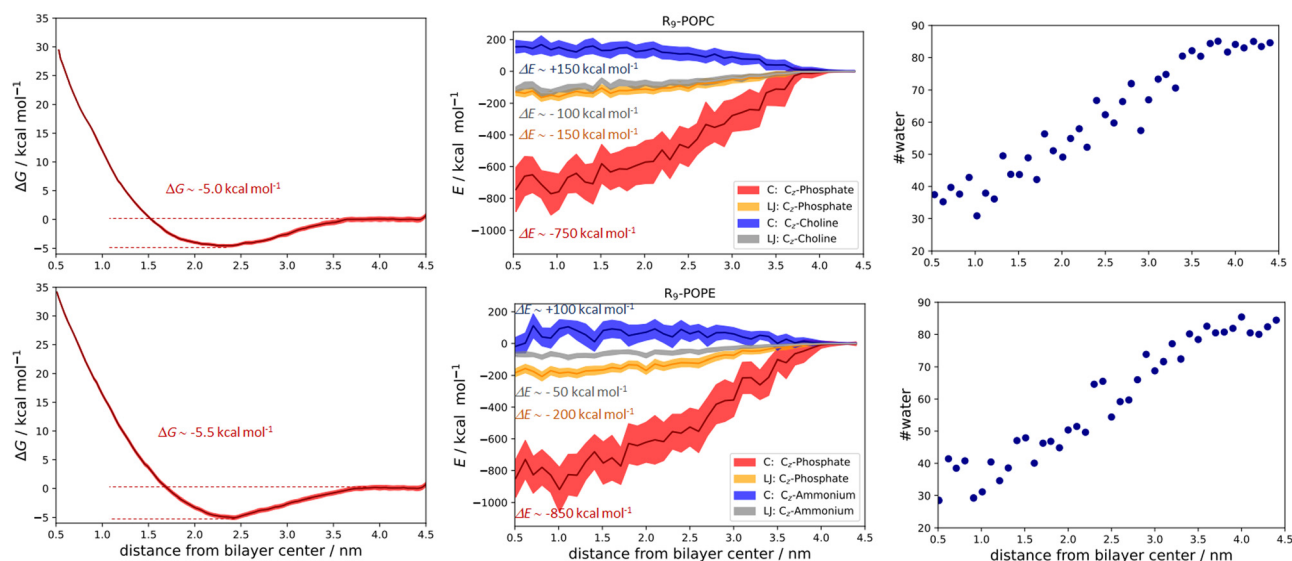 35
30
25
20
15
10
5
0
−5
ΔG / kcal mol⁻¹
ΔG ~ -5.0 kcal mol⁻¹
0.5 1.0 1.5 2.0 2.5 3.0 3.5 4.0 4.5
R₉-POPC
200
0
−200
−400
−600
−800
−1000
E / kcal mol⁻¹
ΔE ~ +150 kcal mol⁻¹
ΔE ~ - 100 kcal mol⁻¹
ΔE ~ - 150 kcal mol⁻¹
ΔE ~ -750 kcal mol⁻¹
C: C𝓏-Phosphate
LJ: C𝓏-Phosphate
C: C𝓏-Choline
LJ: C𝓏-Choline
0.5 1.0 1.5 2.0 2.5 3.0 3.5 4.0 4.5
90
80
70
60
50
40
30
20
#water
0.5 1.0 1.5 2.0 2.5 3.0 3.5 4.0 4.5
35
30
25
20
15
10
5
0
−5
ΔG / kcal mol⁻¹
ΔG ~ -5.5 kcal mol⁻¹
0.5 1.0 1.5 2.0 2.5 3.0 3.5 4.0 4.5
distance from bilayer center / nm
R₉-POPE
200
0
−200
−400
−600
−800
−1000
E / kcal mol⁻¹
ΔE ~ +100 kcal mol⁻¹
ΔE ~ - 50 kcal mol⁻¹
ΔE ~ - 200 kcal mol⁻¹
ΔE ~ -850 kcal mol⁻¹
C: C𝓏-Phosphate
LJ: C𝓏-Phosphate
C: C𝓏-Ammonium
LJ: C𝓏-Ammonium
0.5 1.0 1.5 2.0 2.5 3.0 3.5 4.0 4.5
distance from bilayer center / nm
90
80
70
60
50
40
30
20
#water
0.5 1.0 1.5 2.0 2.5 3.0 3.5 4.0 4.5
distance from bilayer center / nm